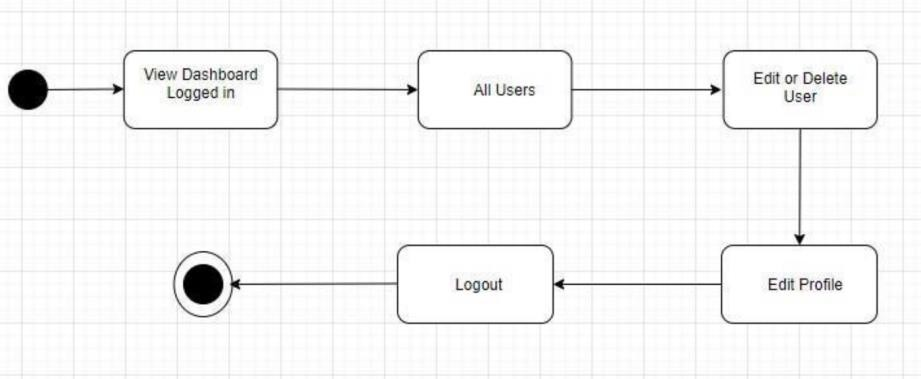 View Dashboard
Logged in
All Users
Edit or Delete
User
Logout
Edit Profile